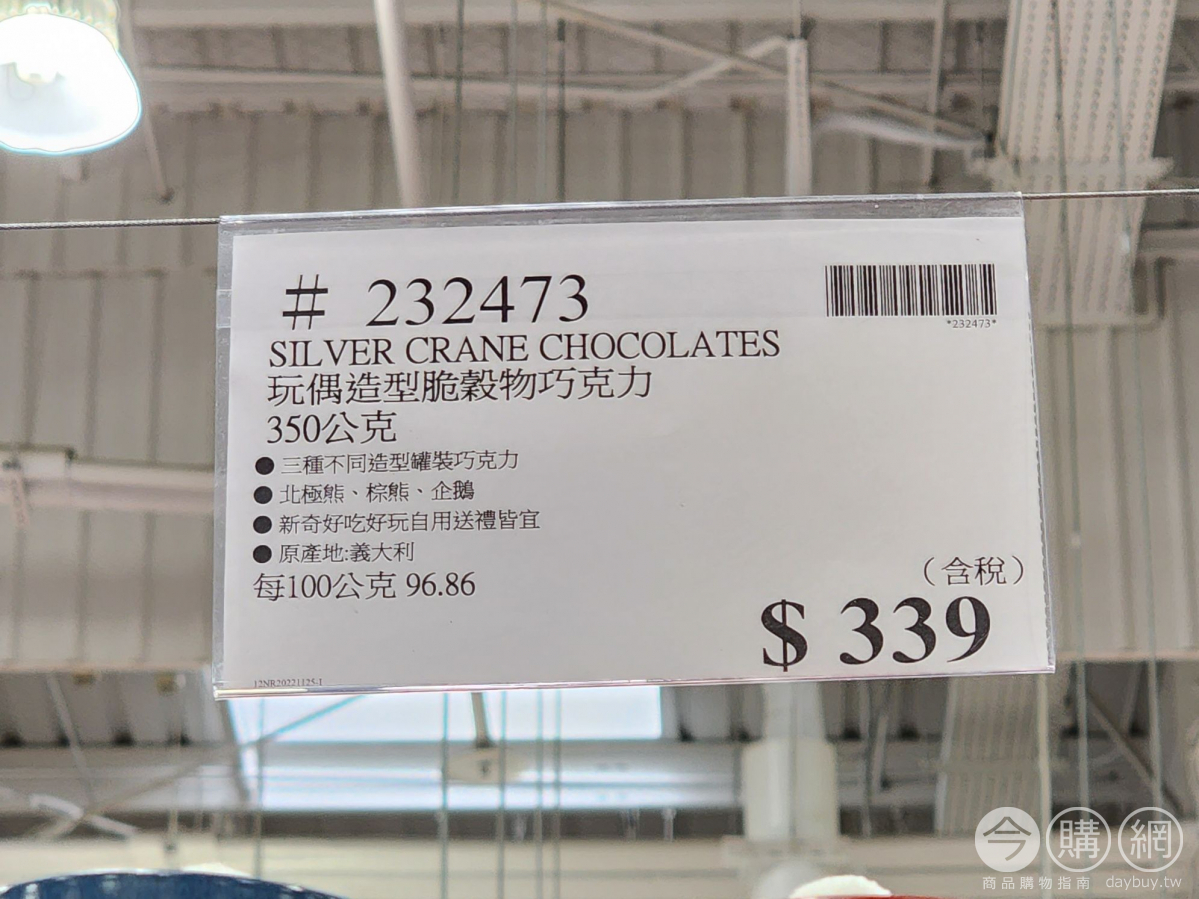 # 232473
*232473*
SILVER CRANE CHOCOLATES
玩偶造型脆穀物巧克力
350公克
● 三種不同造型罐裝巧克力
● 北極熊、棕熊、企鵝
● 新奇好吃好玩自用送禮皆宜
● 原產地:義大利
每100公克 96.86
（含稅）
$ 339
12NR20221125-1
今購網
商品購物指南 daybuy.tw